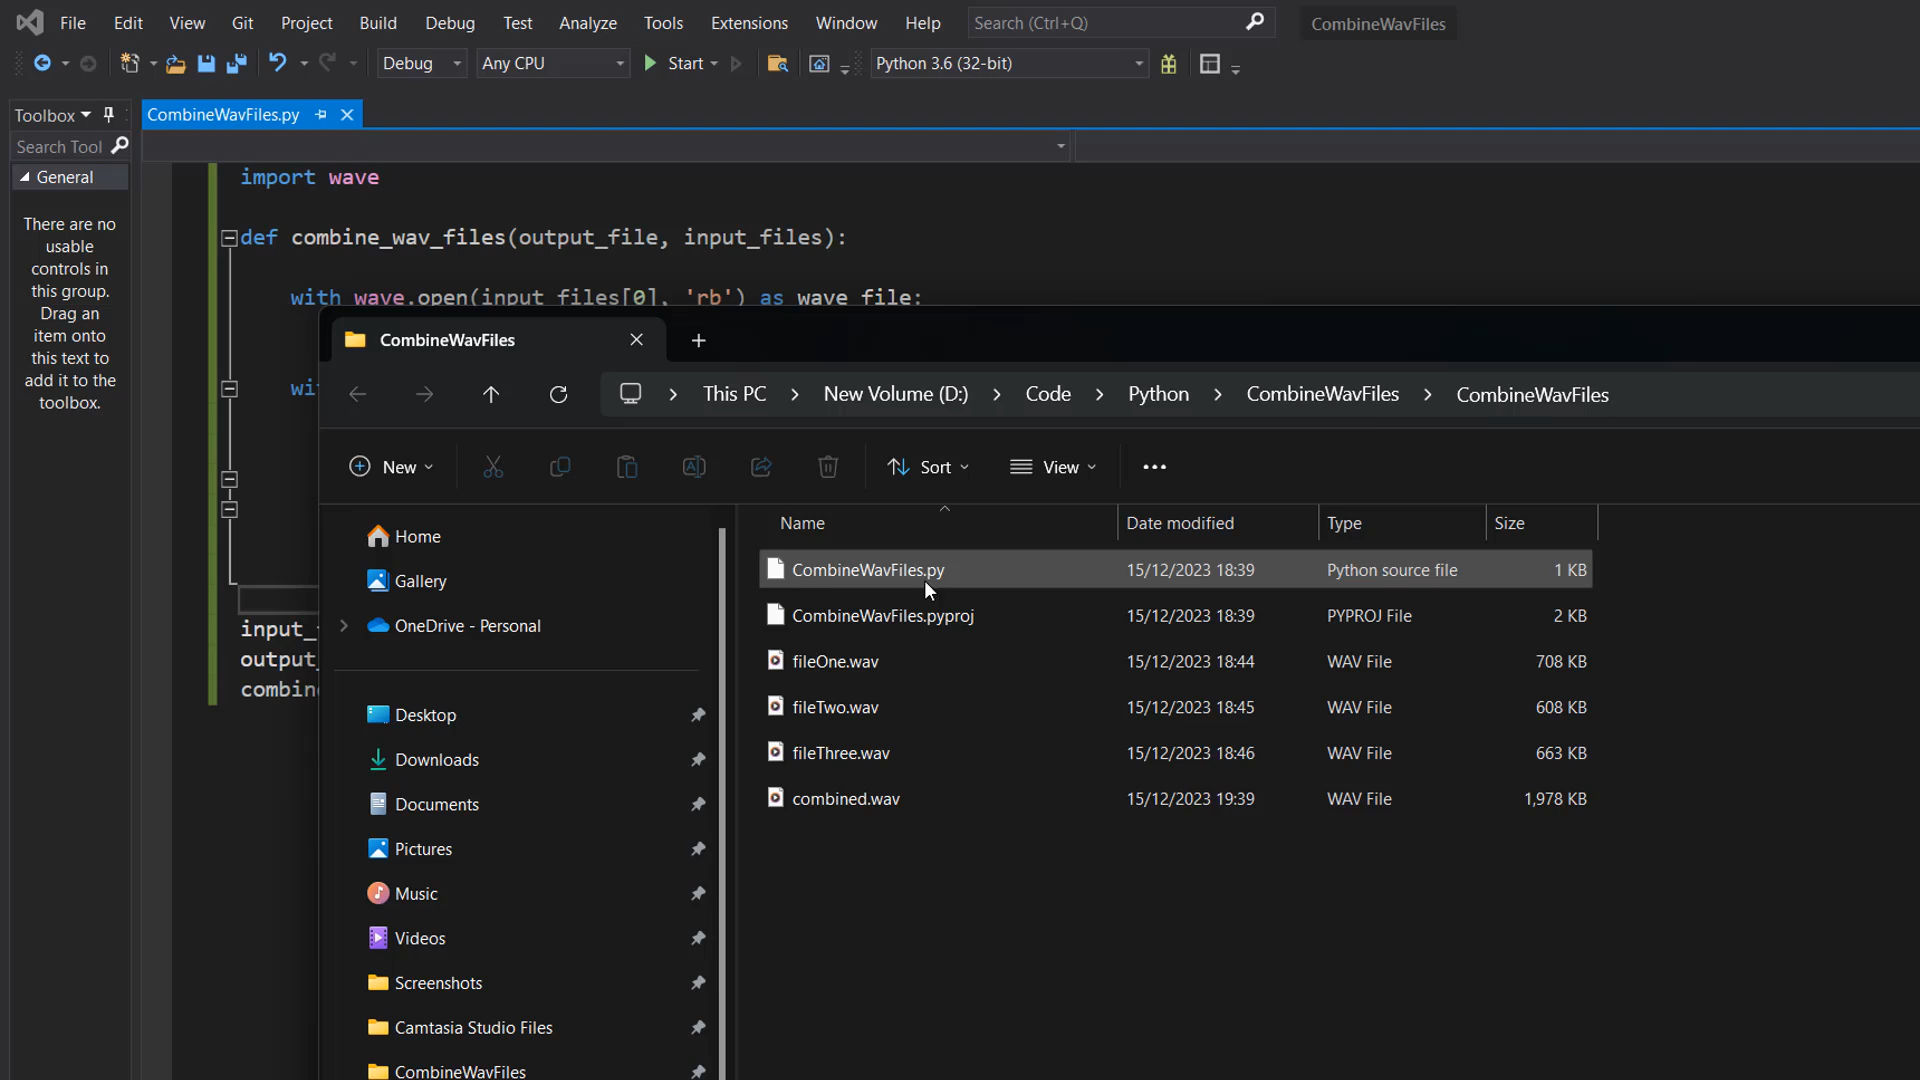 File Edit View Git Project Build Debug Test Analyze Tools Extensions Window Help Search (Ctrl+Q) CombineWavFiles
Debug Any CPU Start Python 3.6 (32-bit)
Toolbox
CombineWavFiles.py
Search Tool
General
There are no
usable
controls in
this group.
Drag an
item onto
this text to
add it to the
toolbox.
import wave
def combine_wav_files(output_file, input_files):
with wave.open(input_files[0], 'rb') as wave_file:
wi
input_
output_
combin
CombineWavFiles
This PC > New Volume (D:) > Code > Python > CombineWavFiles > CombineWavFiles
New Sort View
Home
Gallery
OneDrive - Personal
Desktop
Downloads
Documents
Pictures
Music
Videos
Screenshots
Camtasia Studio Files
CombineWavFiles
Name Date modified Type Size
CombineWavFiles.py 15/12/2023 18:39 Python source file 1 KB
CombineWavFiles.pyproj 15/12/2023 18:39 PYPROJ File 2 KB
fileOne.wav 15/12/2023 18:44 WAV File 708 KB
fileTwo.wav 15/12/2023 18:45 WAV File 608 KB
fileThree.wav 15/12/2023 18:46 WAV File 663 KB
combined.wav 15/12/2023 19:39 WAV File 1,978 KB